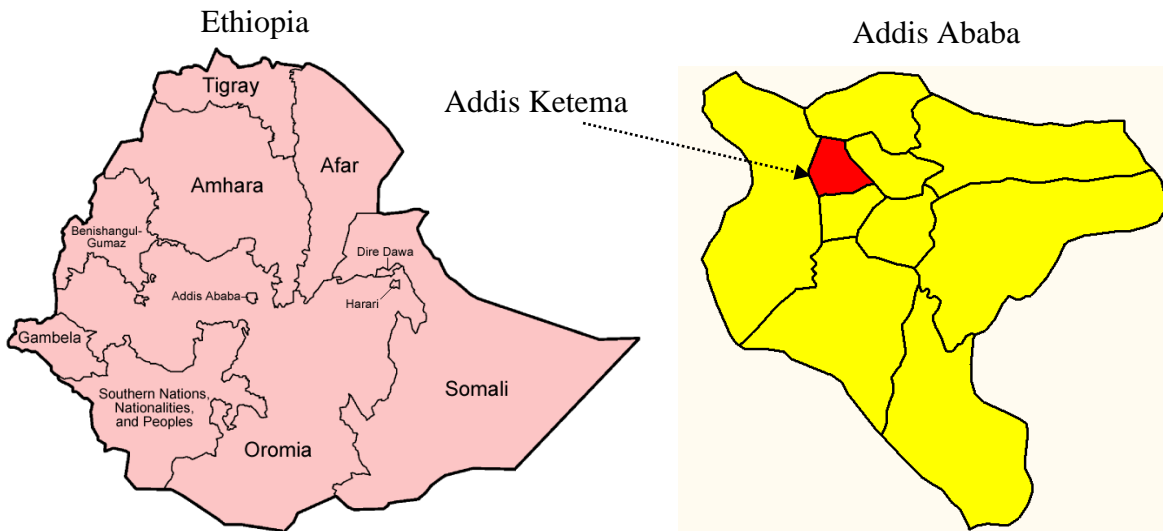 Ethiopia
Addis Ababa
Addis Ketema
Tigray
Afar
Amhara
Benishangul-
Gumaz
Dire Dawa
Addis Ababa
Harari
Gambela
Southern Nations,
Nationalities,
and Peoples
Somali
Oromia